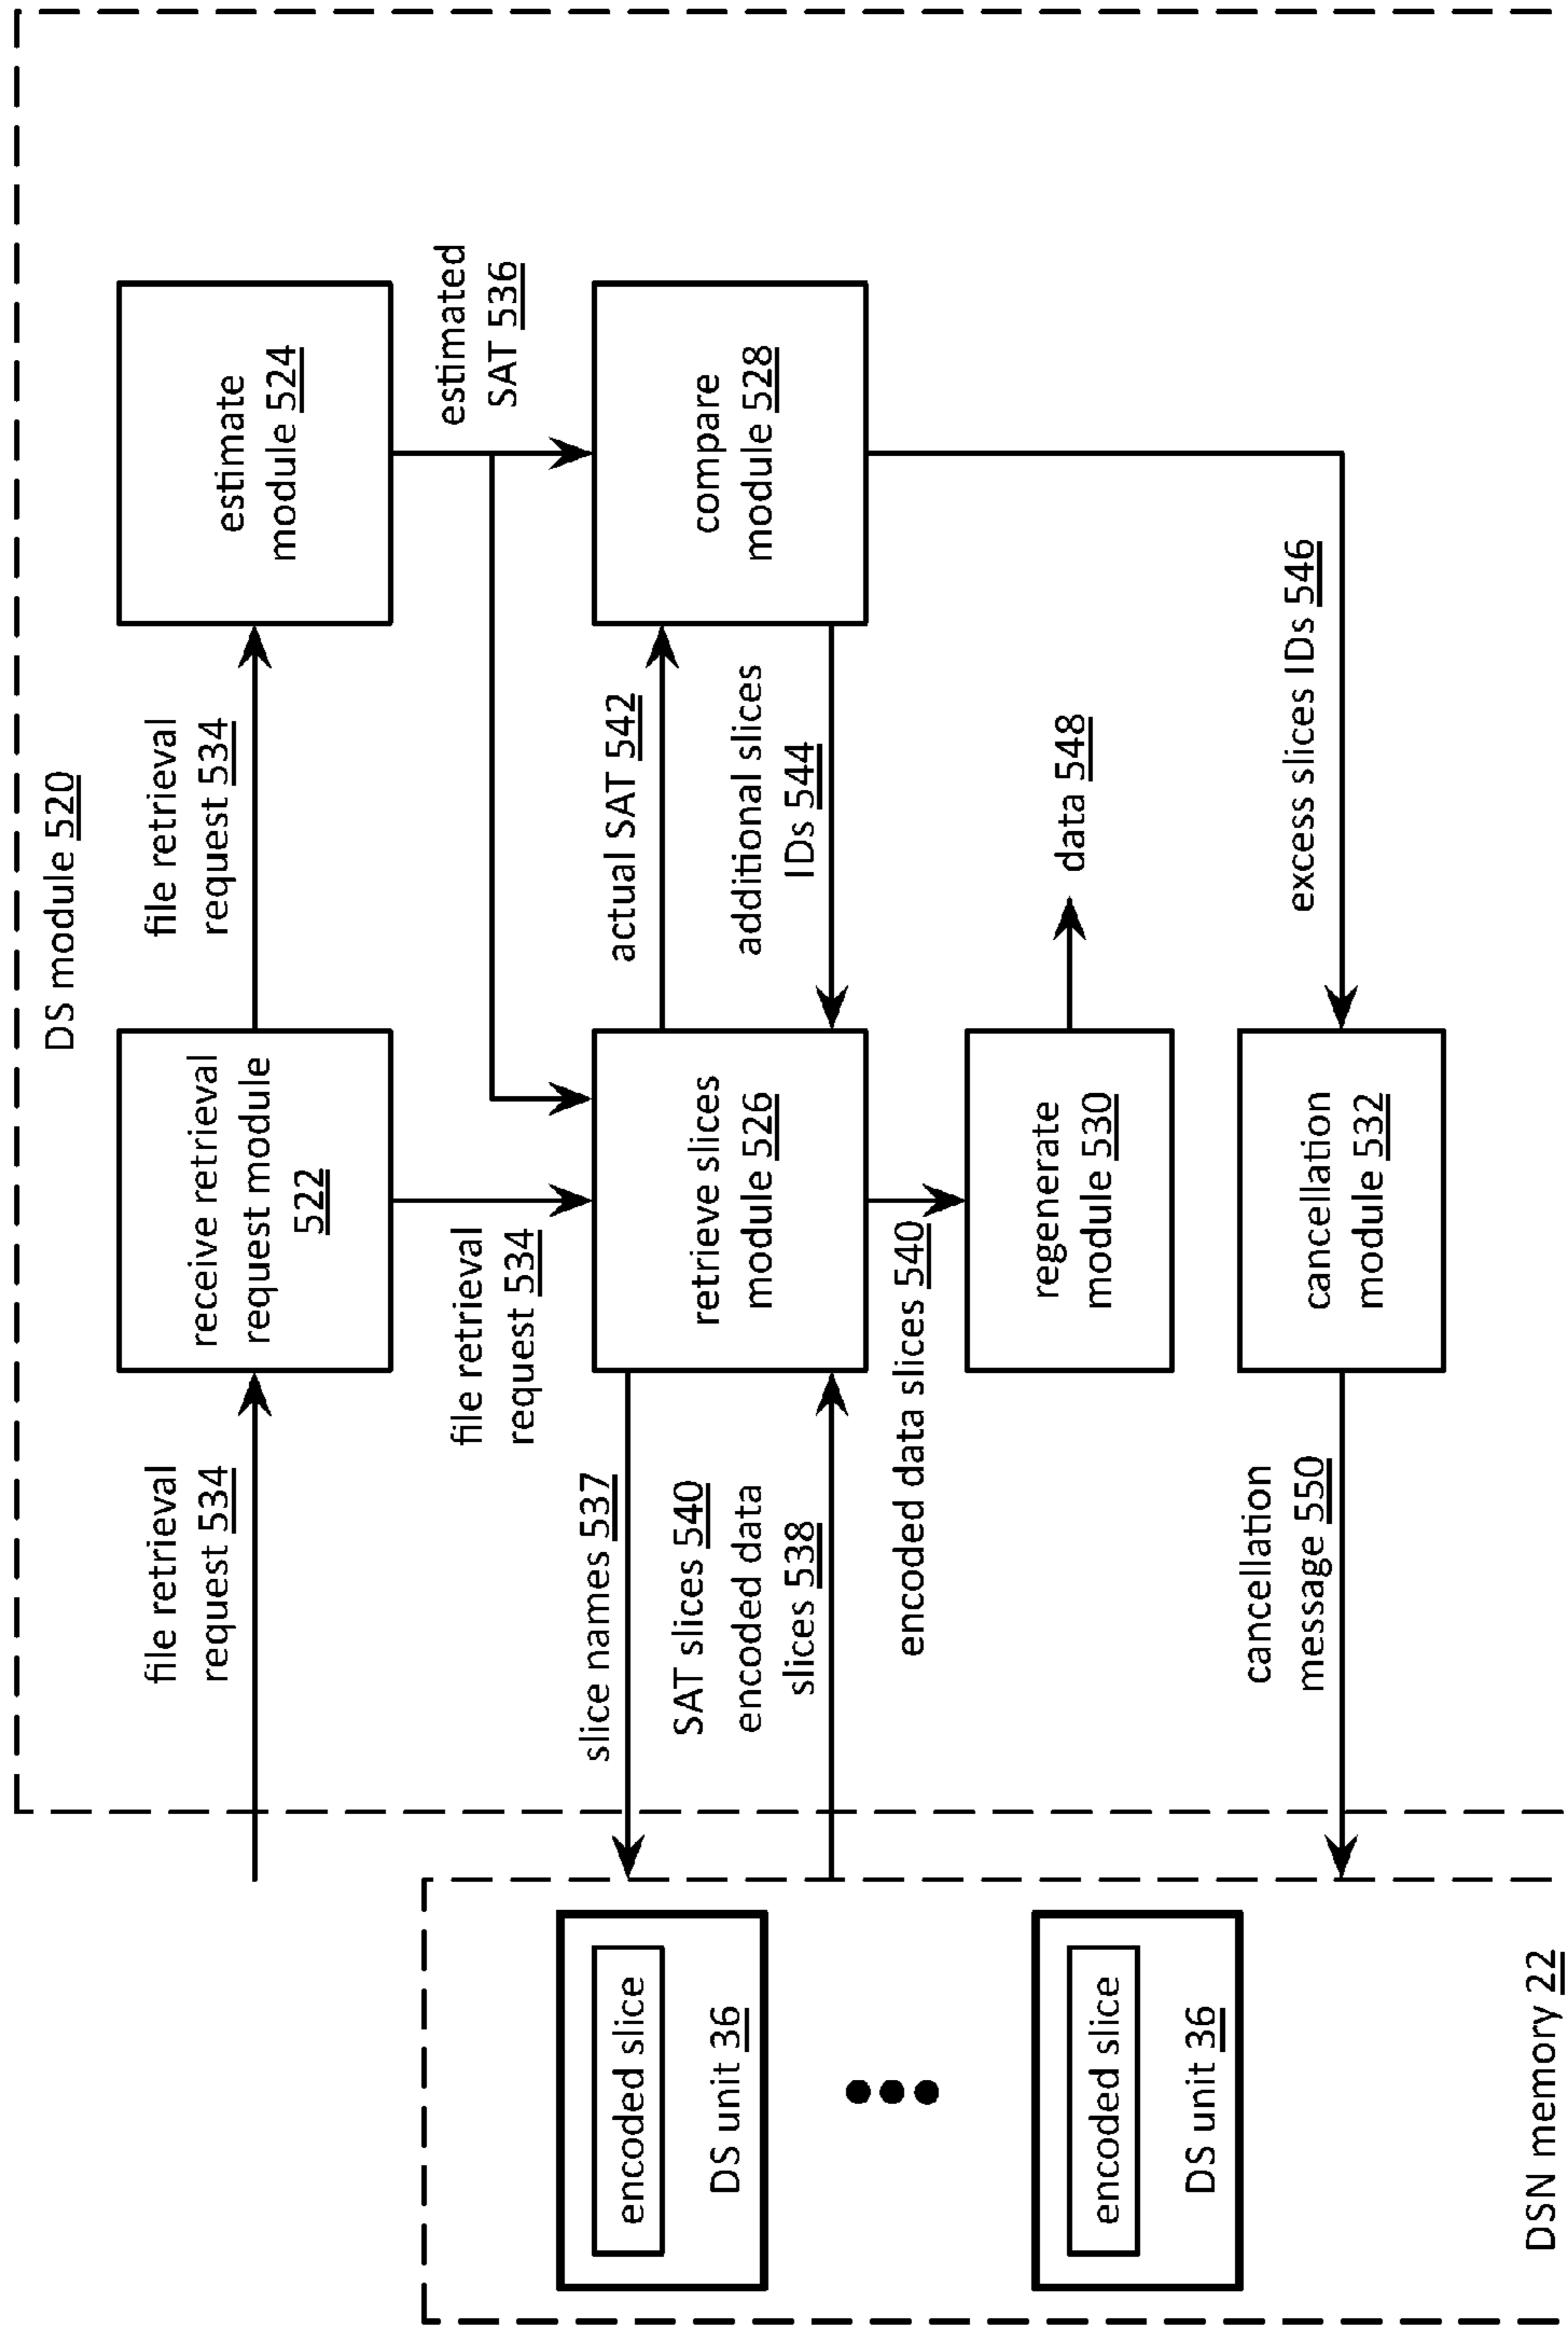 DS module 520
file retrieval
request 534
receive retrieval
request module
522
file retrieval
request 534
estimate
module 524
file retrieval
request 534
estimated
SAT 536
slice names 537
SAT slices 540
encoded data
slices 538
retrieve slices
module 526
actual SAT 542
additional slices
IDs 544
compare
module 528
encoded data slices 540
regenerate
module 530
data 548
cancellation
message 550
cancellation
module 532
excess slices IDs 546
encoded slice
DS unit 36
encoded slice
DS unit 36
DSN memory 22